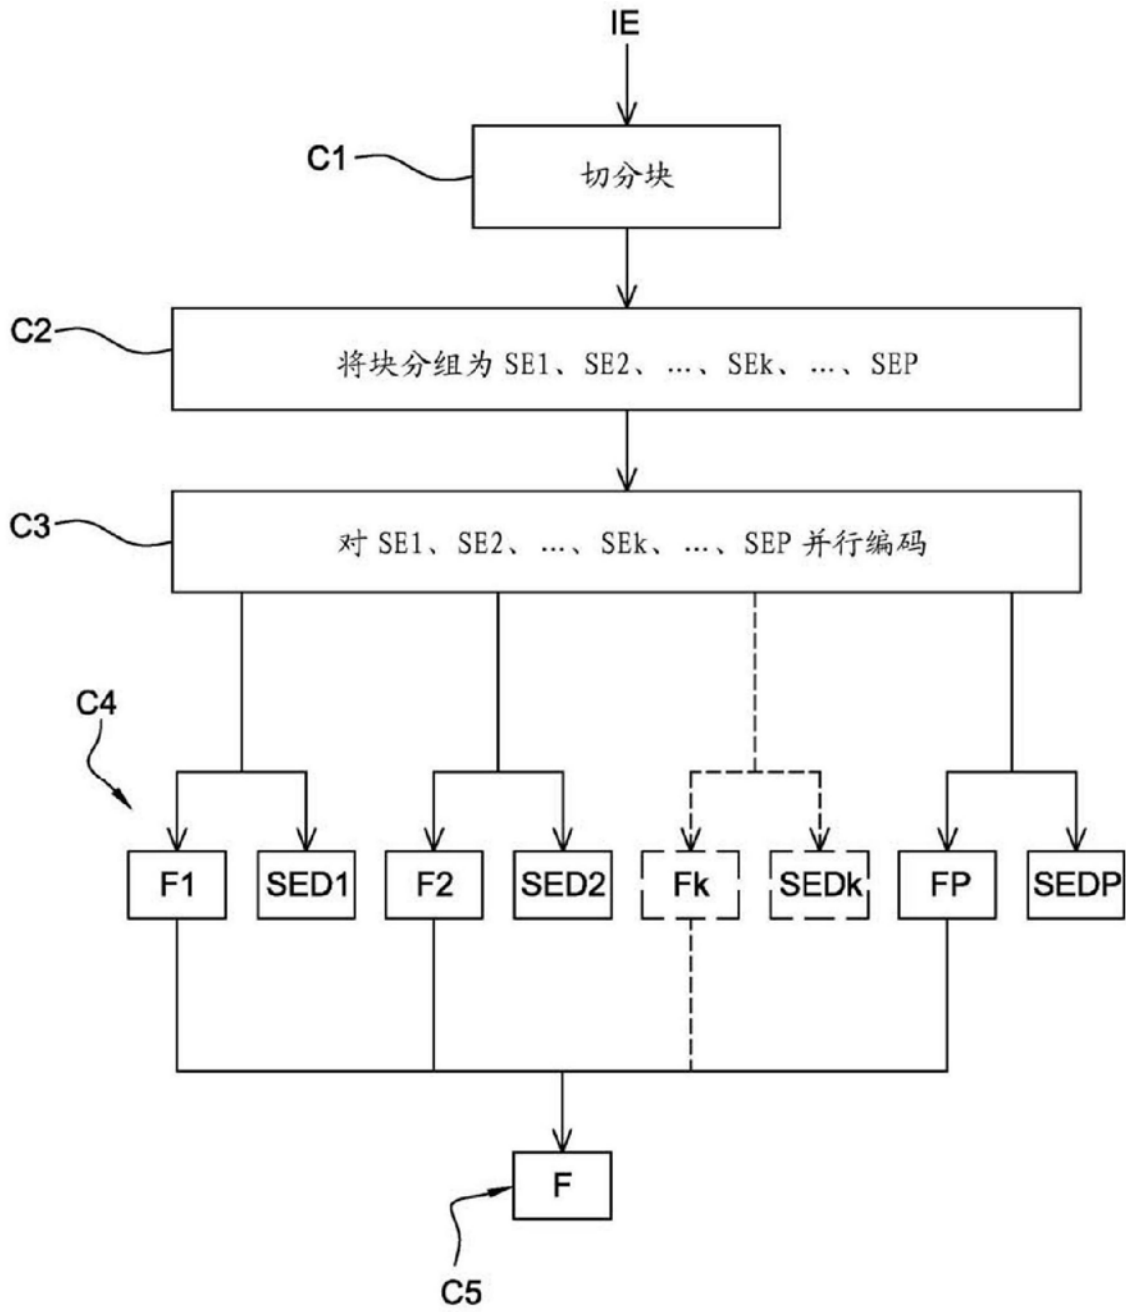 IE
C1
切分块
C2
将块分组为 SE1、SE2、…、SEk、…、SEP
C3
对 SE1、SE2、…、SEk、…、SEP 并行编码
C4
F1 SED1 F2 SED2 Fk SEDk FP SEDP
F
C5